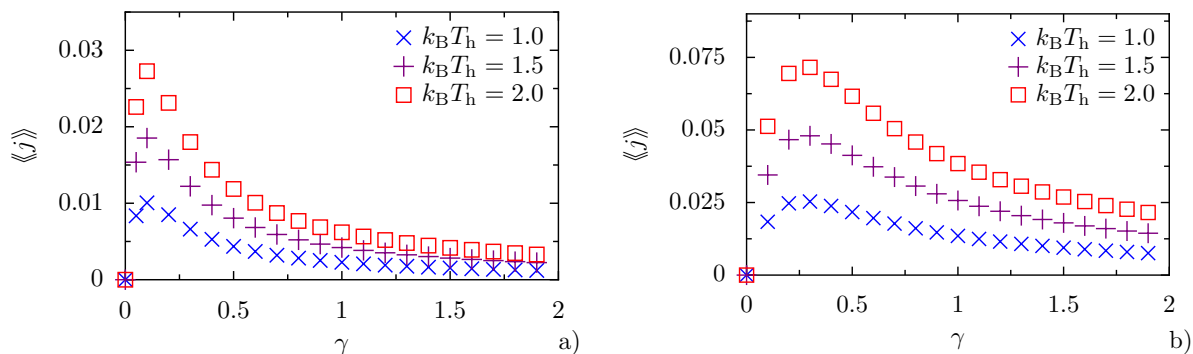 0.03
0.02
0.01
0
⟪j⟫
k_B T_h = 1.0
k_B T_h = 1.5
k_B T_h = 2.0
0 0.5 1 1.5 2
γ
a)
0.075
0.05
0.025
0
⟪j⟫
k_B T_h = 1.0
k_B T_h = 1.5
k_B T_h = 2.0
0 0.5 1 1.5 2
γ
b)